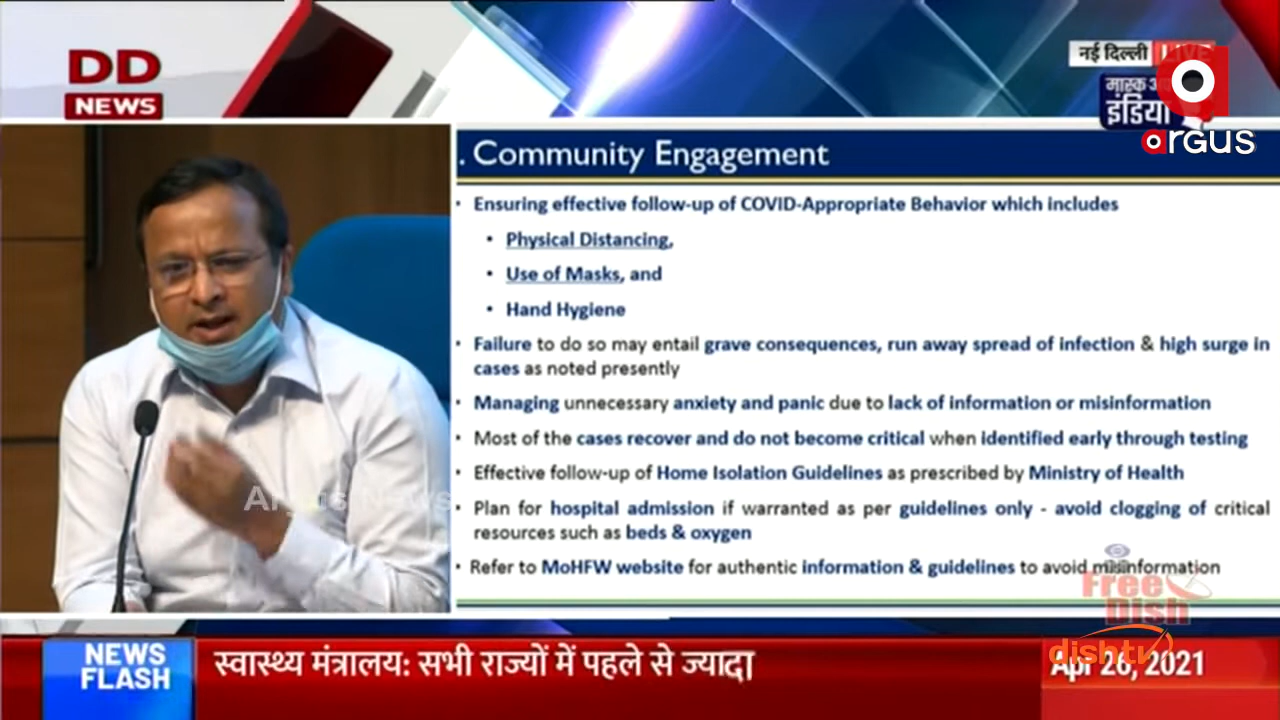 DD
NEWS
नई दिल्ली LIVE
मास्क
इंडिया
argus
. Community Engagement
• Ensuring effective follow-up of COVID-Appropriate Behavior which includes
• Physical Distancing,
• Use of Masks, and
• Hand Hygiene
• Failure to do so may entail grave consequences, run away spread of infection & high surge in
cases as noted presently
• Managing unnecessary anxiety and panic due to lack of information or misinformation
• Most of the cases recover and do not become critical when identified early through testing
• Effective follow-up of Home Isolation Guidelines as prescribed by Ministry of Health
• Plan for hospital admission if warranted as per guidelines only - avoid clogging of critical
resources such as beds & oxygen
• Refer to MoHFW website for authentic information & guidelines to avoid misinformation
Argus News
Free
Dish
dishtv
NEWS
FLASH
स्वास्थ्य मंत्रालय: सभी राज्यों में पहले से ज्यादा
Apr 26, 2021